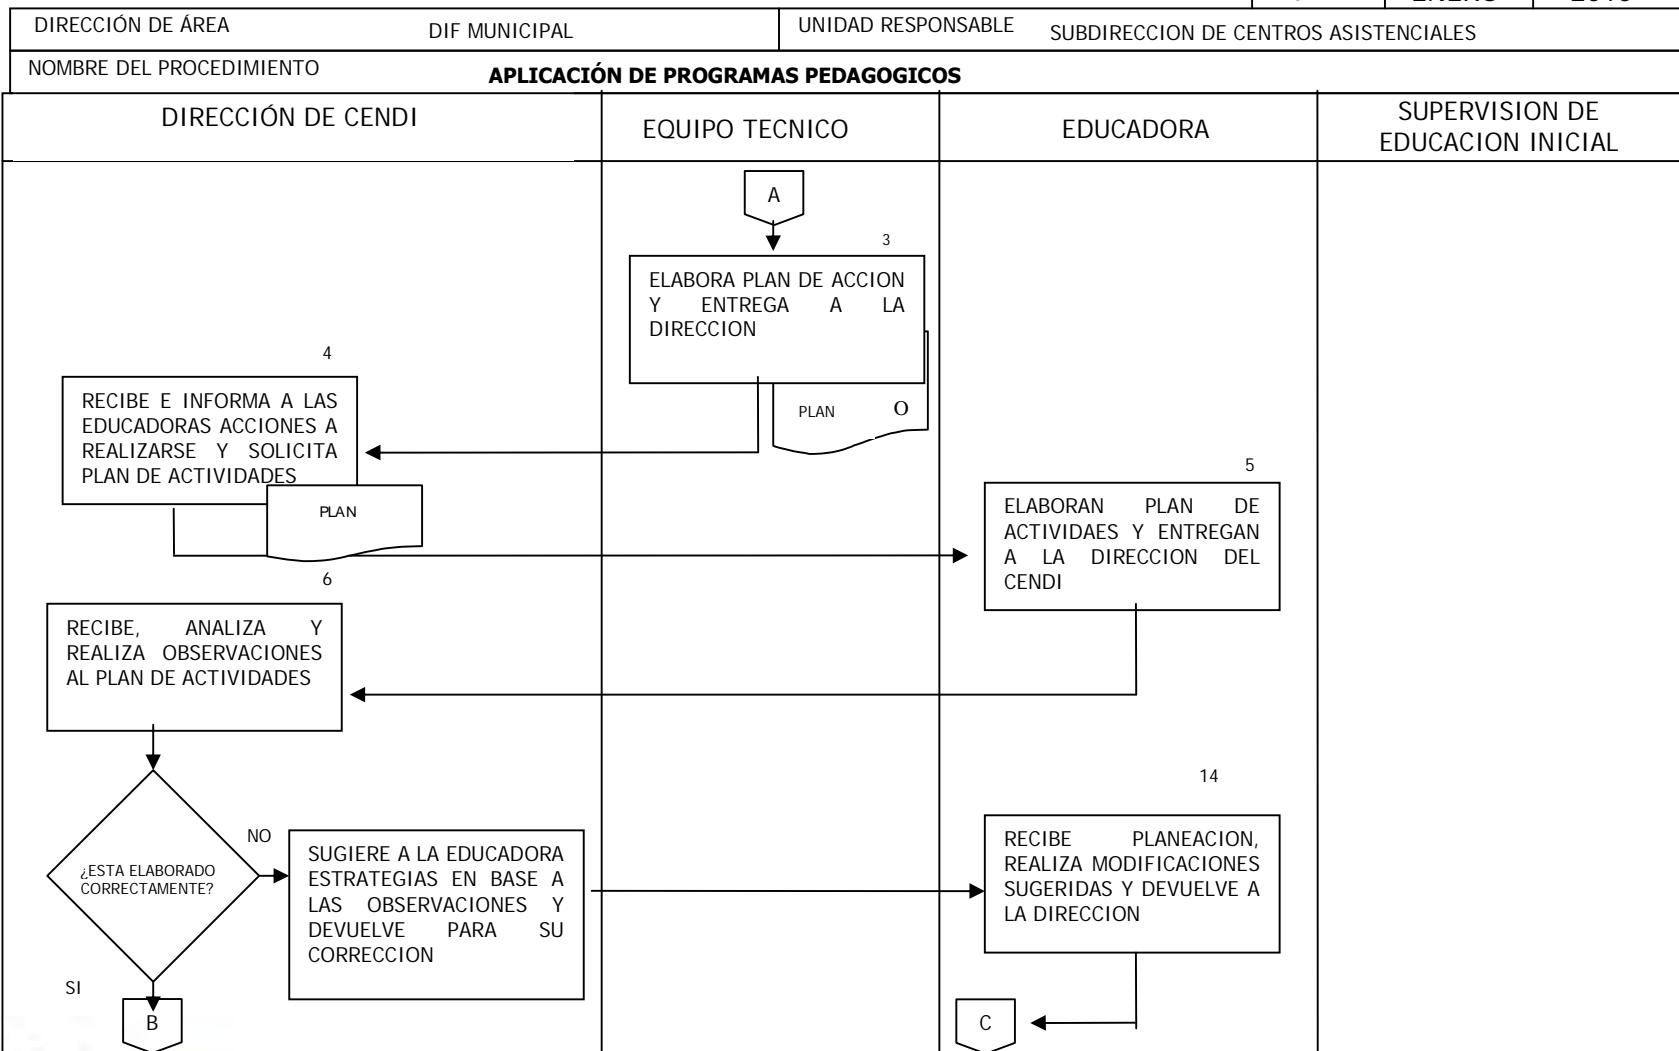 DIRECCIÓN DE ÁREA
DIF MUNICIPAL
UNIDAD RESPONSABLE
SUBDIRECCION DE CENTROS ASISTENCIALES
NOMBRE DEL PROCEDIMIENTO
APLICACIÓN DE PROGRAMAS PEDAGOGICOS
DIRECCIÓN DE CENDI
EQUIPO TECNICO
EDUCADORA
SUPERVISION DE
EDUCACION INICIAL
A
3
ELABORA PLAN DE ACCION
Y ENTREGA A LA
DIRECCION
PLAN O
4
RECIBE E INFORMA A LAS
EDUCADORAS ACCIONES A
REALIZARSE Y SOLICITA
PLAN DE ACTIVIDADES
PLAN
5
ELABORAN PLAN DE
ACTIVIDAES Y ENTREGAN
A LA DIRECCION DEL
CENDI
6
RECIBE, ANALIZA Y
REALIZA OBSERVACIONES
AL PLAN DE ACTIVIDADES
¿ESTA ELABORADO
CORRECTAMENTE?
NO
SUGIERE A LA EDUCADORA
ESTRATEGIAS EN BASE A
LAS OBSERVACIONES Y
DEVUELVE PARA SU
CORRECCION
14
RECIBE PLANEACION,
REALIZA MODIFICACIONES
SUGERIDAS Y DEVUELVE A
LA DIRECCION
SI
B
C